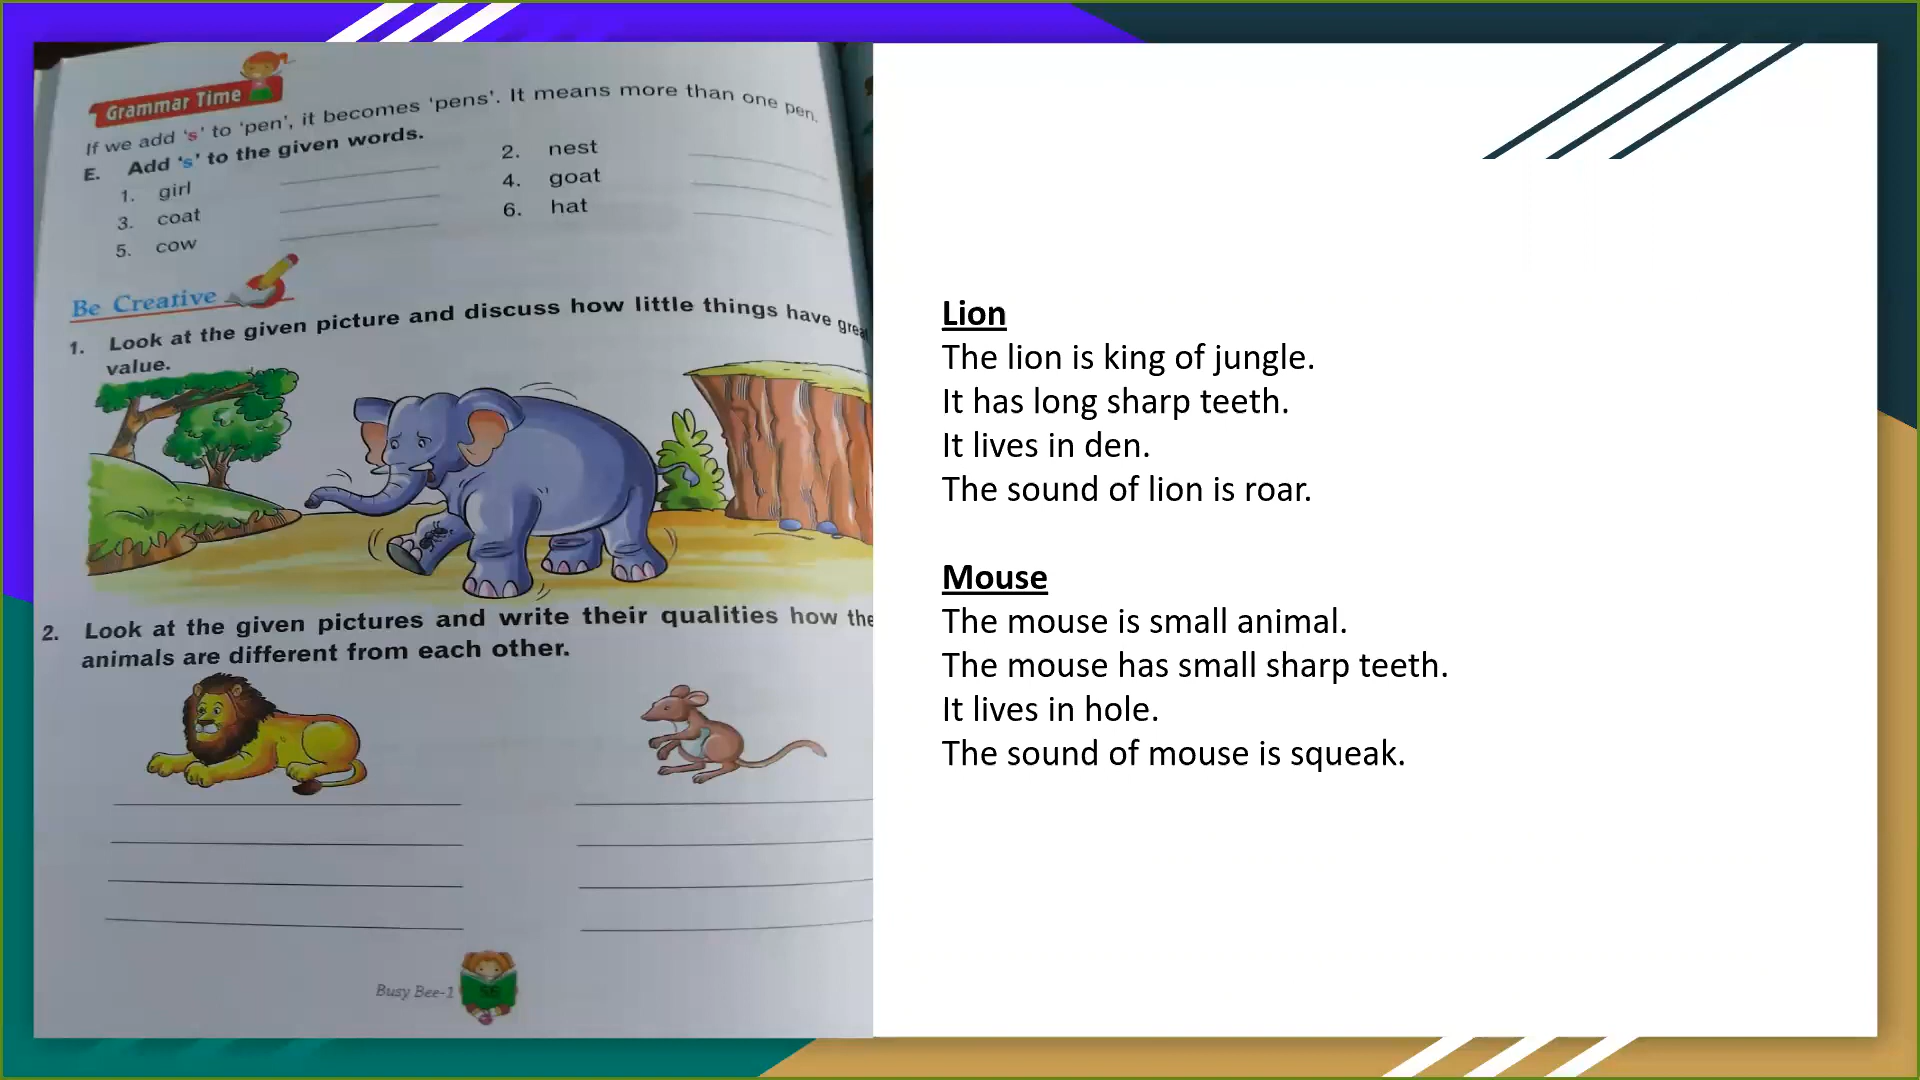 Grammar Time
If we add 's' to 'pen', it becomes 'pens'. It means more than one pen.
E. Add 's' to the given words.
1. girl
2. nest
3. coat
4. goat
5. cow
6. hat
Be Creative
1. Look at the given picture and discuss how little things have grea
value.
2. Look at the given pictures and write their qualities how the
animals are different from each other.
Busy Bee-1
56
Lion
The lion is king of jungle.
It has long sharp teeth.
It lives in den.
The sound of lion is roar.
Mouse
The mouse is small animal.
The mouse has small sharp teeth.
It lives in hole.
The sound of mouse is squeak.